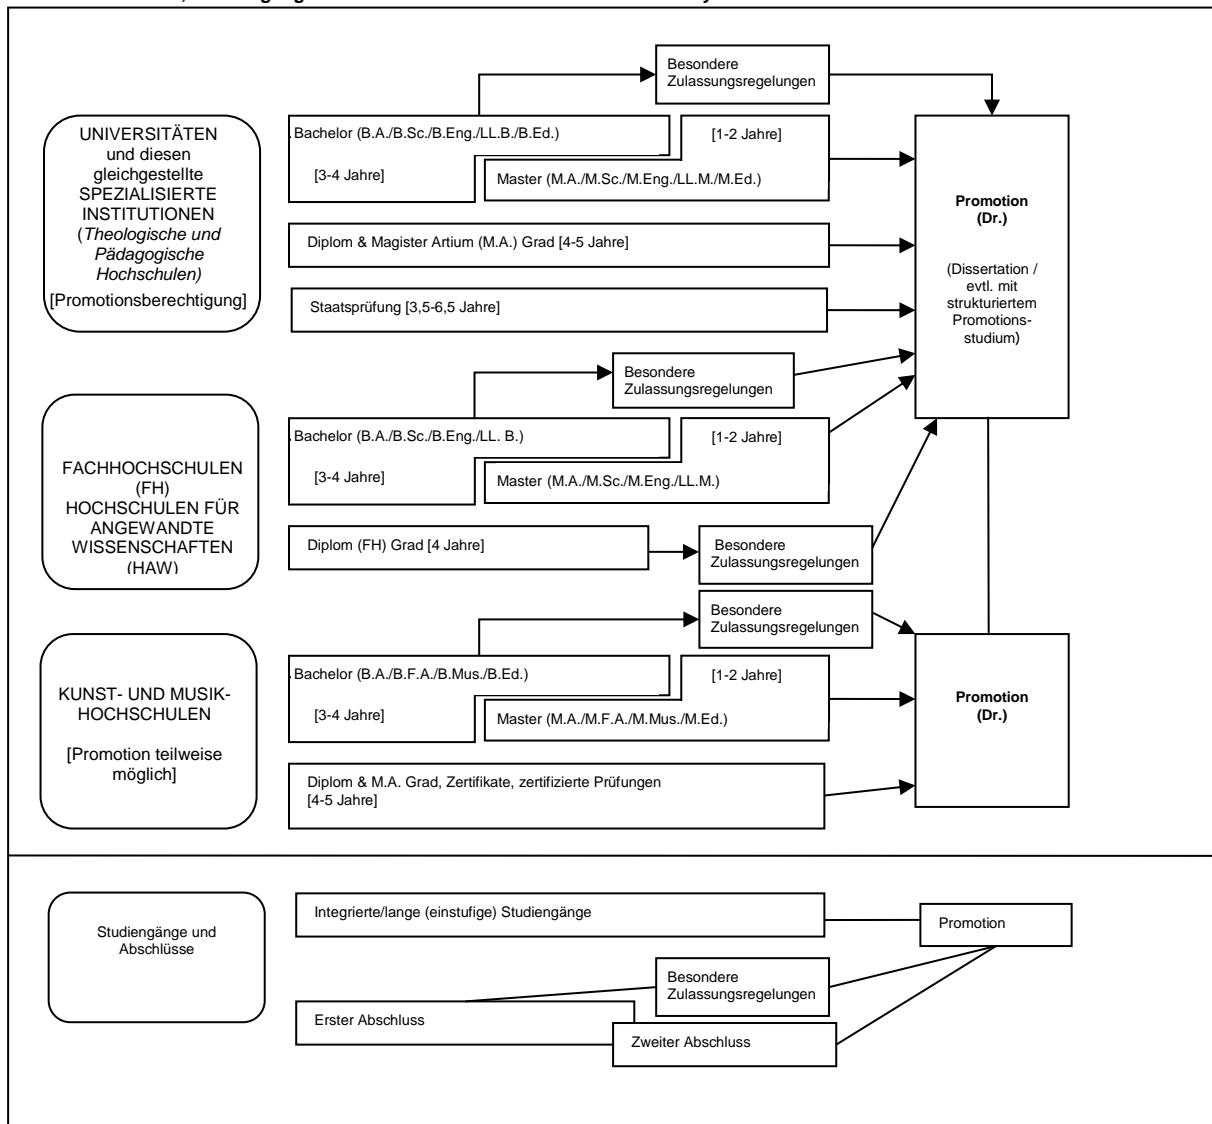 Besondere
Zulassungsregelungen
UNIVERSITÄTEN
und diesen
gleichgestellte
SPEZIALISIERTE
INSTITUTIONEN
(Theologische und
Pädagogische
Hochschulen)
[Promotionsberechtigung]
Bachelor (B.A./B.Sc./B.Eng./LL.B./B.Ed.)
[1-2 Jahre]
[3-4 Jahre]
Master (M.A./M.Sc./M.Eng./LL.M./M.Ed.)
Diplom & Magister Artium (M.A.) Grad [4-5 Jahre]
Staatsprüfung [3,5-6,5 Jahre]
Promotion
(Dr.)
(Dissertation /
evtl. mit
strukturiertem
Promotions-
studium)
Besondere
Zulassungsregelungen
FACHHOCHSCHULEN
(FH)
HOCHSCHULEN FÜR
ANGEWANDTE
WISSENSCHAFTEN
(HAW)
Bachelor (B.A./B.Sc./B.Eng./LL. B.)
[1-2 Jahre]
[3-4 Jahre]
Master (M.A./M.Sc./M.Eng./LL.M.)
Diplom (FH) Grad [4 Jahre]
Besondere
Zulassungsregelungen
Besondere
Zulassungsregelungen
KUNST- UND MUSIK-
HOCHSCHULEN
[Promotion teilweise
möglich]
Bachelor (B.A./B.F.A./B.Mus./B.Ed.)
[1-2 Jahre]
[3-4 Jahre]
Master (M.A./M.F.A./M.Mus./M.Ed.)
Diplom & M.A. Grad, Zertifikate, zertifizierte Prüfungen
[4-5 Jahre]
Promotion
(Dr.)
Studiengänge und
Abschlüsse
Integrierte/lange (einstufige) Studiengänge
Promotion
Besondere
Zulassungsregelungen
Erster Abschluss
Zweiter Abschluss